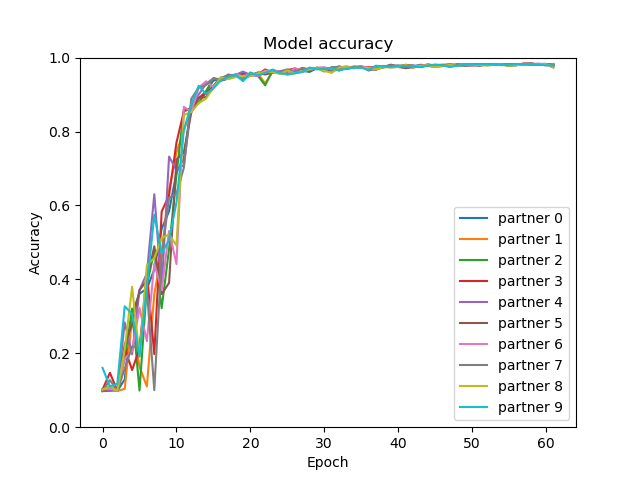 Model accuracy
Accuracy
1.0
0.8
0.6
0.4
0.2
0.0
0 10 20 30 40 50 60
Epoch
partner 0
partner 1
partner 2
partner 3
partner 4
partner 5
partner 6
partner 7
partner 8
partner 9